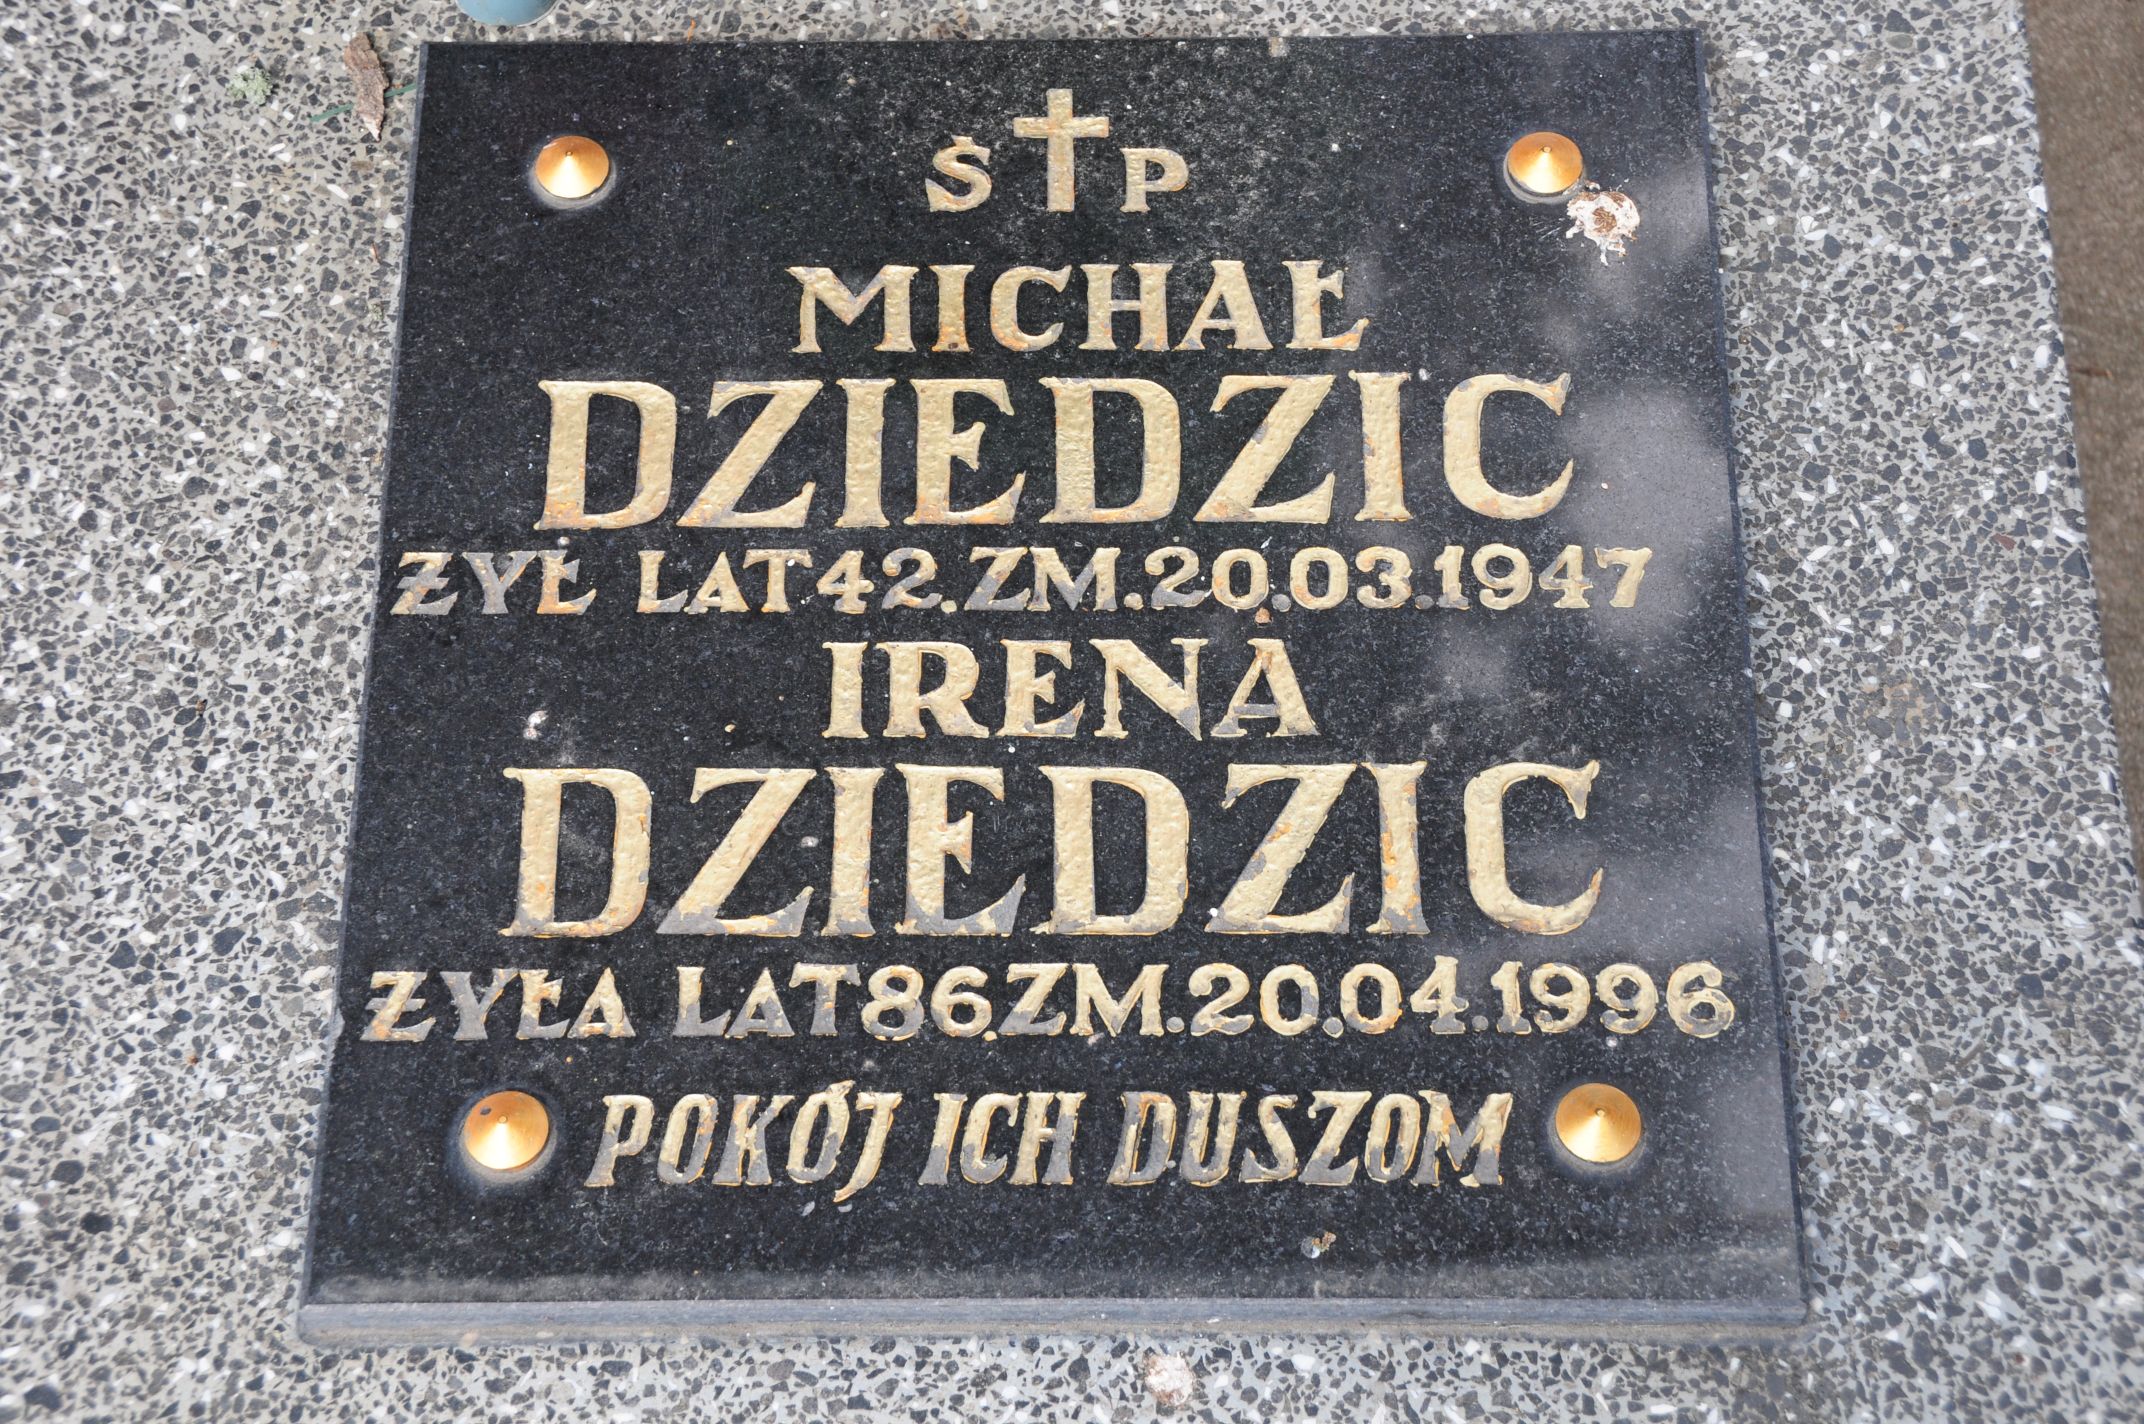 Ś P
MICHAŁ
DZIEDZIC
ŻYŁ LAT 42.ZM.20.03.1947
IRENA
DZIEDZIC
ŻYŁA LAT 86.ZM.20.04.1996
POKÓJ ICH DUSZOM